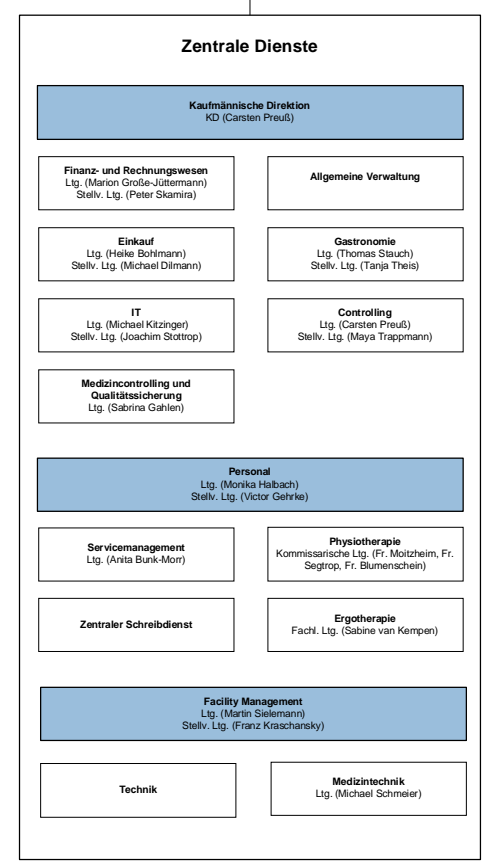 Zentrale Dienste
Kaufmännische Direktion
KD (Carsten Preuß)
Finanz- und Rechnungswesen
Ltg. (Marion Große-Jüttermann)
Stellv. Ltg. (Peter Skamira)
Allgemeine Verwaltung
Einkauf
Ltg. (Heike Bohlmann)
Stellv. Ltg. (Michael Dilmann)
Gastronomie
Ltg. (Thomas Stauch)
Stellv. Ltg. (Tanja Theis)
IT
Ltg. (Michael Kitzinger)
Stellv. Ltg. (Joachim Stottrop)
Controlling
Ltg. (Carsten Preuß)
Stellv. Ltg. (Maya Trappmann)
Medizincontrolling und
Qualitätssicherung
Ltg. (Sabrina Gahlen)
Personal
Ltg. (Monika Halbach)
Stellv. Ltg. (Victor Gehrke)
Servicemanagement
Ltg. (Anita Bunk-Morr)
Physiotherapie
Kommissarische Ltg. (Fr. Moitzheim, Fr.
Segtrop, Fr. Blumenschein)
Zentraler Schreibdienst
Ergotherapie
Fachl. Ltg. (Sabine van Kempen)
Facility Management
Ltg. (Martin Sielemann)
Stellv. Ltg. (Franz Kraschansky)
Technik
Medizintechnik
Ltg. (Michael Schmeier)